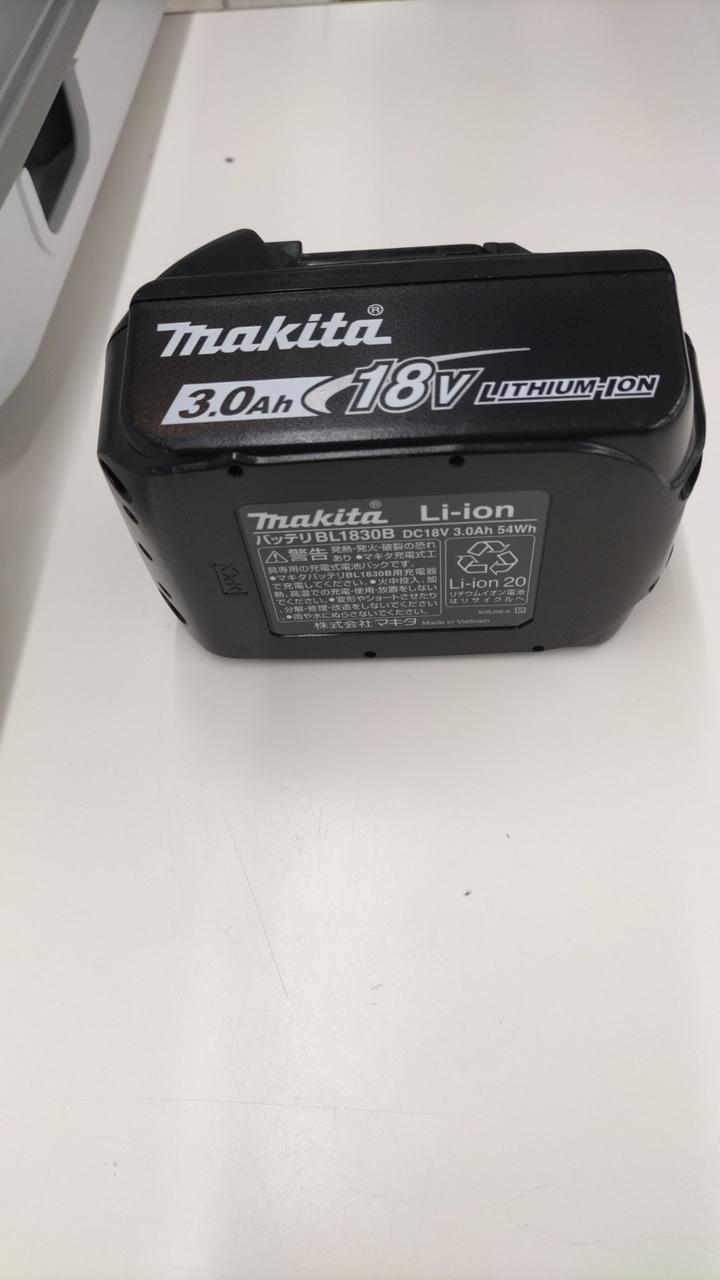 makita®
3.0Ah 18V LITHIUM-ION
makita® Li-ion
バッテリ BL1830B DC18V 3.0Ah 54Wh
警告 発熱・発火・破裂の恐れ
あり ●マキタ充電式工
具専用の充電式電池パックです。
●マキタバッテリBL1830B用充電器
で充電してください。●火中投入、加
熱、高温での充電・使用・放置をしない
でください。●変形やショートさせたり
、分解・修理・改造をしないでください
●雨や水にぬらさないでください。
Li-ion 20
リチウムイオン電池
はリサイクルへ
株式会社マキタ Made in Vietnam